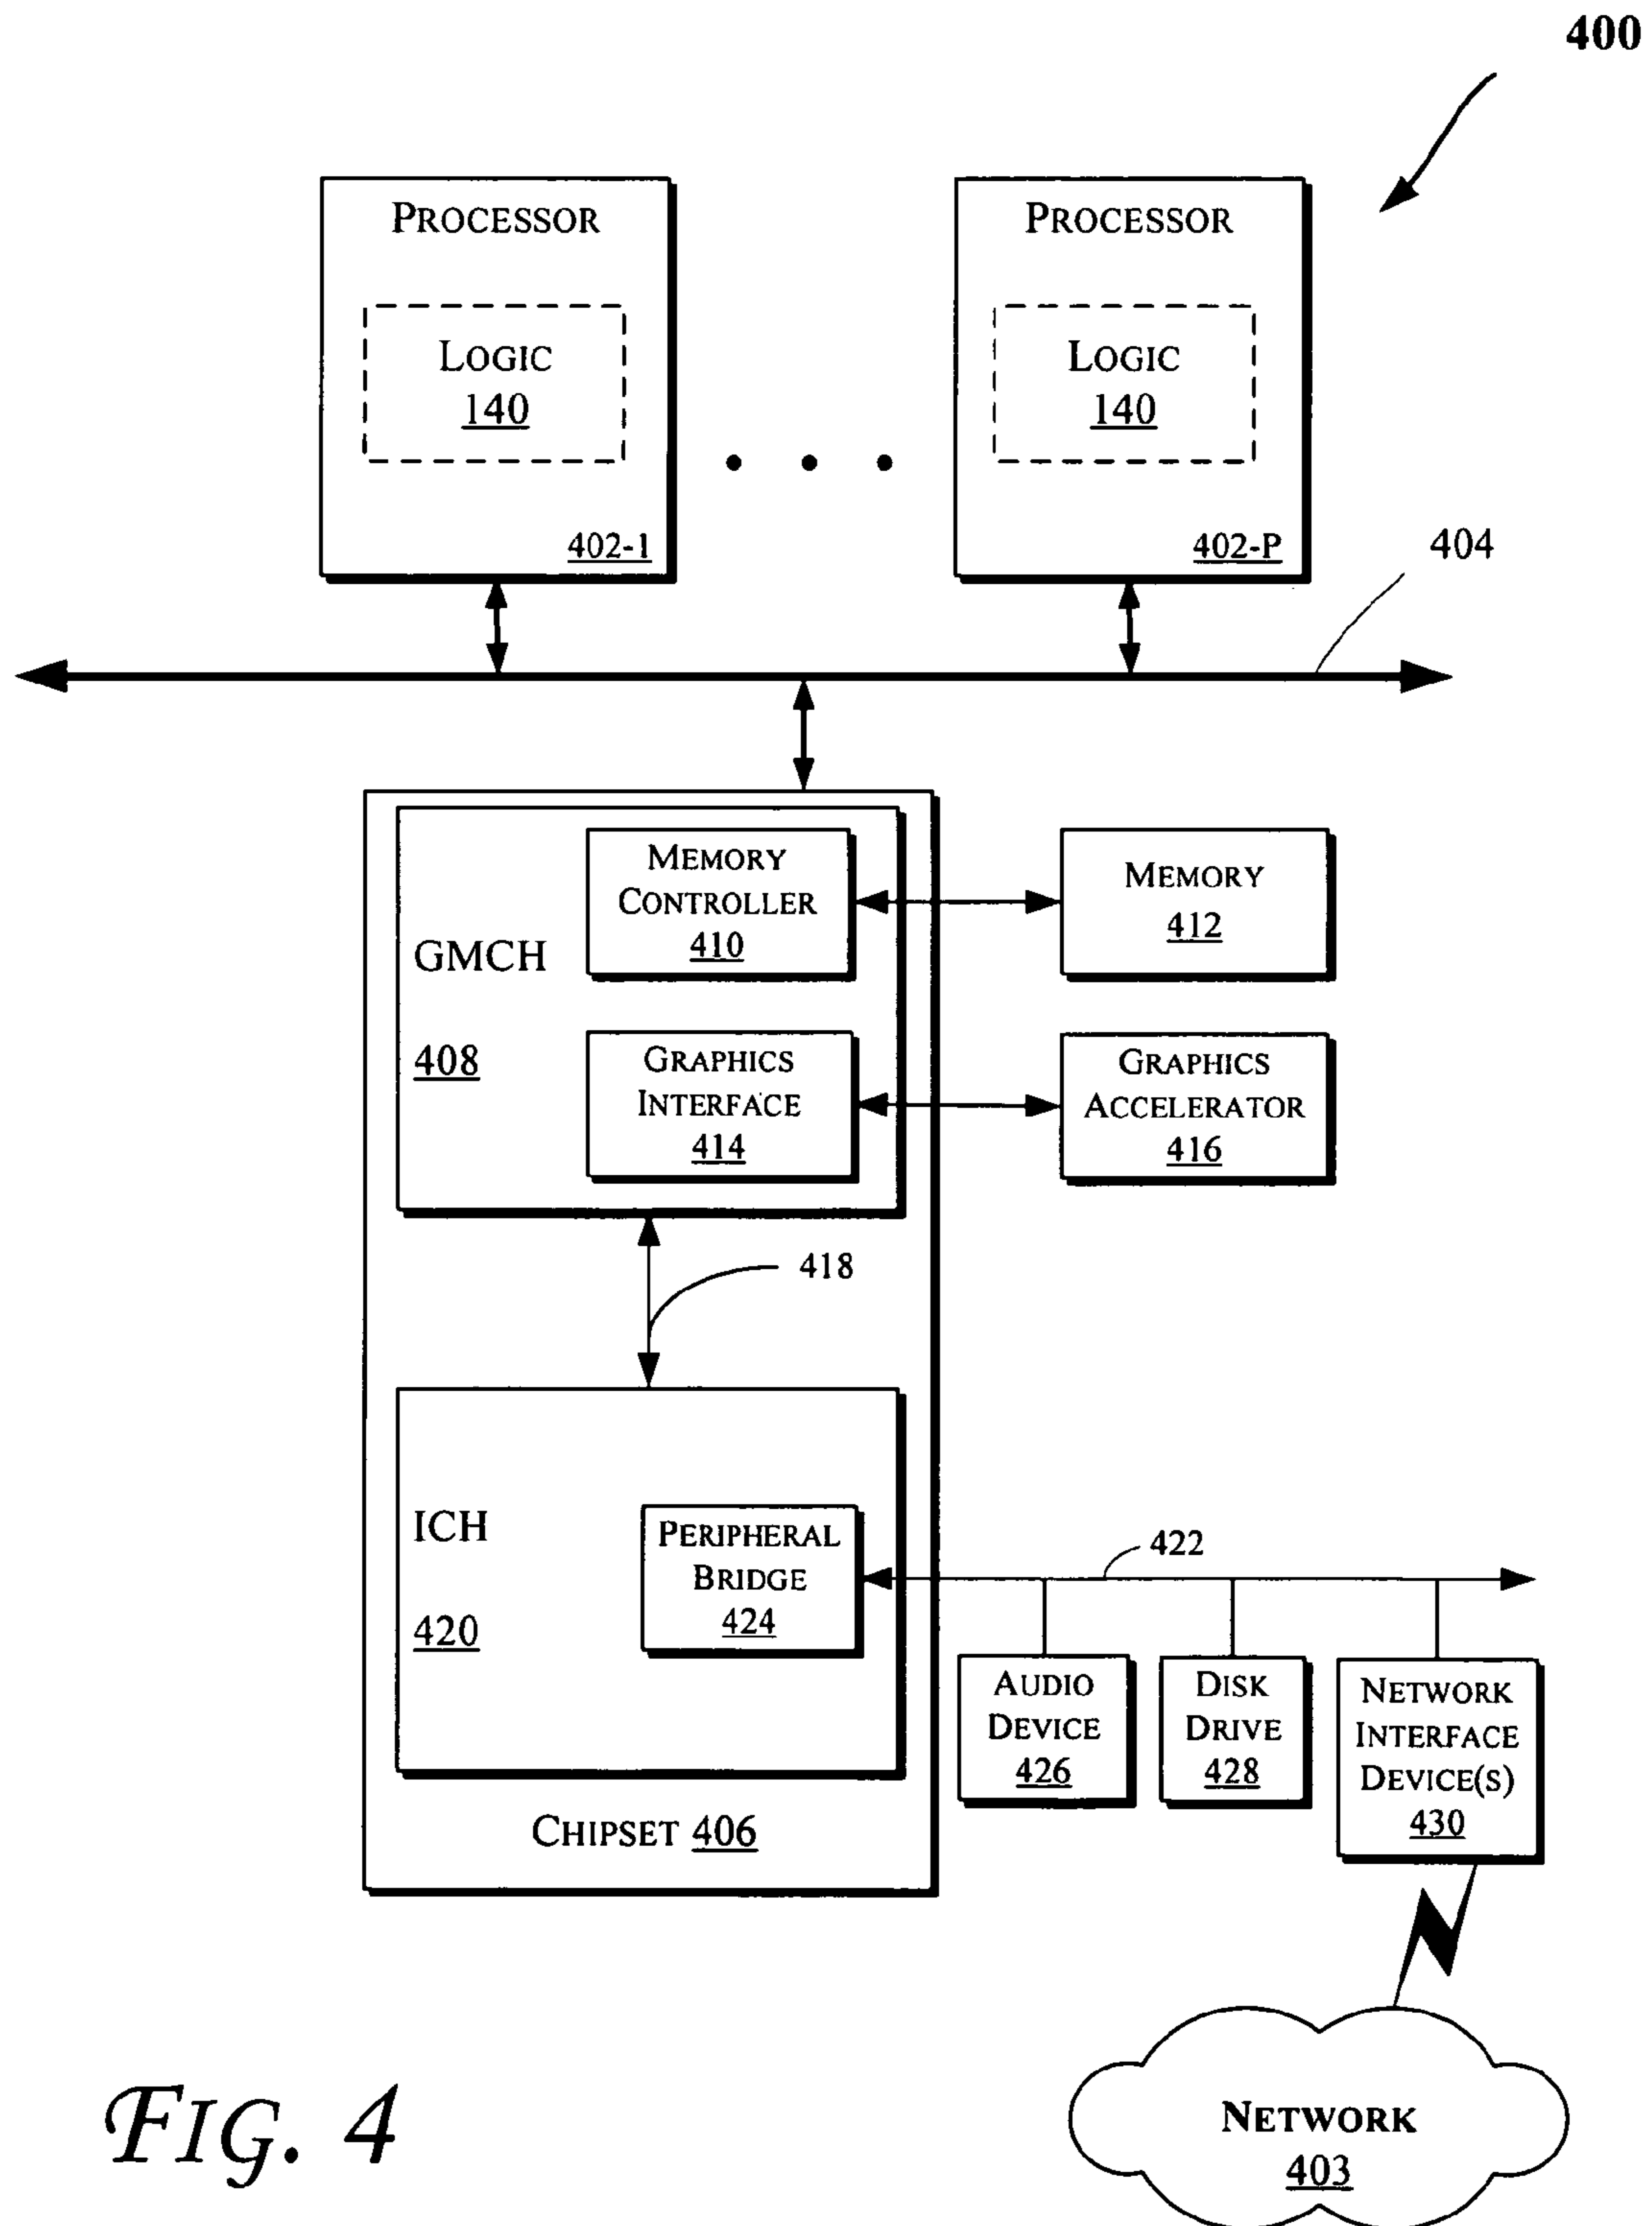 400
PROCESSOR
LOGIC
140
402-1
PROCESSOR
LOGIC
140
402-P
404
GMCH
408
MEMORY
CONTROLLER
410
MEMORY
412
GRAPHICS
INTERFACE
414
GRAPHICS
ACCELERATOR
416
418
ICH
420
PERIPHERAL
BRIDGE
424
422
AUDIO
DEVICE
426
DISK
DRIVE
428
NETWORK
INTERFACE
DEVICE(S)
430
CHIPSET 406
NETWORK
403
FIG. 4